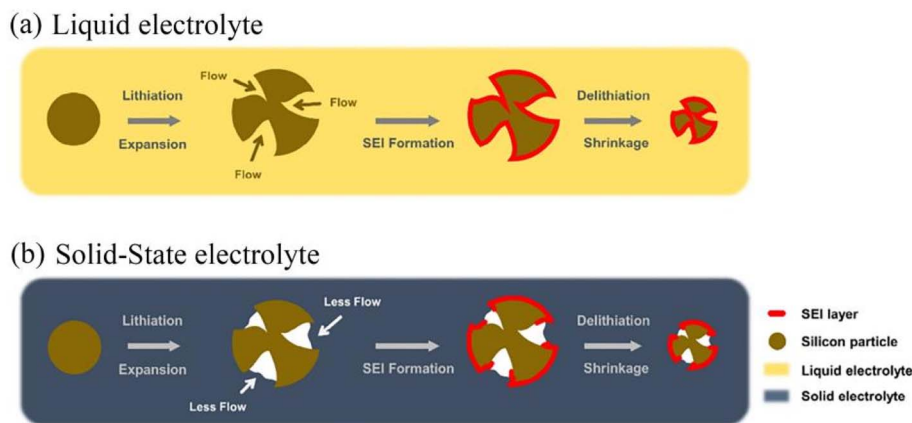 (a) Liquid electrolyte
Flow
Lithiation
Flow
Delithiation
Expansion
SEI Formation
Shrinkage
Flow
(b) Solid-State electrolyte
Less Flow
Lithiation
Delithiation
SEI layer
Silicon particle
Expansion
SEI Formation
Shrinkage
Liquid electrolyte
Less Flow
Solid electrolyte